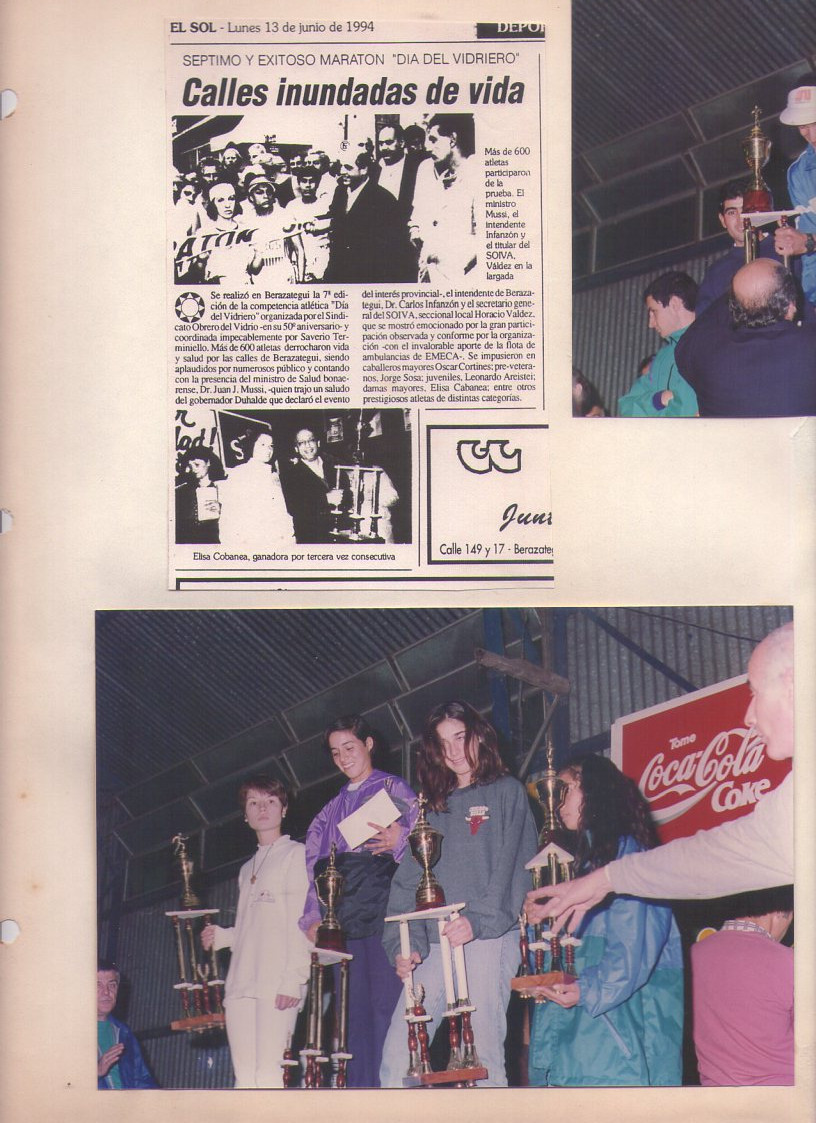 EL SOL - Lunes 13 de junio de 1994
DEPO
SEPTIMO Y EXITOSO MARATON "DIA DEL VIDRIERO"
Calles inundadas de vida
Más de 600
atletas
participaron
de la
prueba. El
ministro
Mussi, el
intendente
Infanzón y
el titular del
SOIVA,
Váldez en la
largada
Se realizó en Berazategui la 7ª edi-
ción de la competencia atlética "Día
del Vidriero" organizada por el Sindi-
cato Obrero del Vidrio -en su 50º aniversario- y
coordinada impecablemente por Saverio Ter-
miniello. Más de 600 atletas derrocharon vida
y salud por las calles de Berazategui, siendo
aplaudidos por numerosos público y contando
con la presencia del ministro de Salud bonae-
rense, Dr. Juan J. Mussi, -quien trajo un saludo
del gobernador Duhalde que declaró el evento
del interés provincial-, el intendente de Beraza-
tegui, Dr. Carlos Infanzón y el secretario gene-
ral del SOIVA, seccional local Horacio Valdez,
que se mostró emocionado por la gran partici-
pación observada y conforme por la organiza-
ción -con el invalorable aporte de la flota de
ambulancias de EMECA-. Se impusieron en
caballeros mayores Oscar Cortines; pre-vetera-
nos, Jorge Sosa; juveniles, Leonardo Areistei;
damas mayores, Elisa Cabanea; entre otros
prestigiosos atletas de distintas categorías.
Elisa Cobanea, ganadora por tercera vez consecutiva
Junt
Calle 149 y 17 - Berazate
Tome
Coca-Cola
Coke